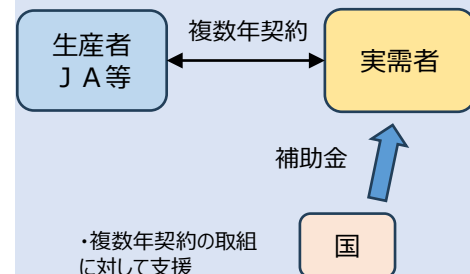 複数年契約
生産者
ＪＡ等
実需者
補助金
・複数年契約の取組
に対して支援
国